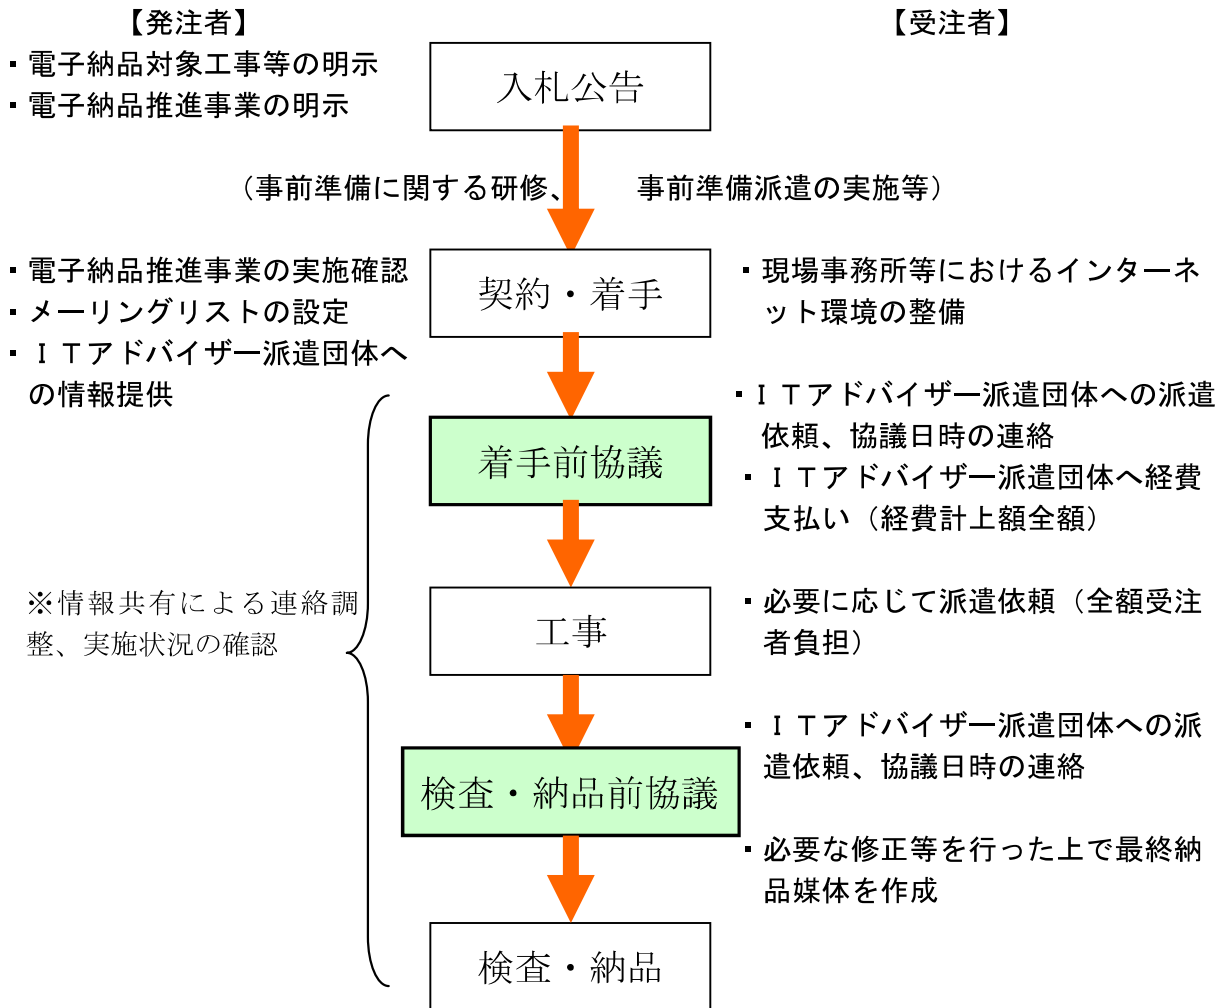 【発注者】
【受注者】
・電子納品対象工事等の明示
・電子納品推進事業の明示
入札公告
（事前準備に関する研修、　　事前準備派遣の実施等）
・電子納品推進事業の実施確認
・メーリングリストの設定
・ＩＴアドバイザー派遣団体へ
の情報提供
契約・着手
・現場事務所等におけるインターネ
ット環境の整備
・ＩＴアドバイザー派遣団体への派遣
依頼、協議日時の連絡
・ＩＴアドバイザー派遣団体へ経費
支払い（経費計上額全額）
着手前協議
※情報共有による連絡調
整、実施状況の確認
工事
・必要に応じて派遣依頼（全額受注
者負担）
・ＩＴアドバイザー派遣団体への派
遣依頼、協議日時の連絡
検査・納品前協議
・必要な修正等を行った上で最終納
品媒体を作成
検査・納品